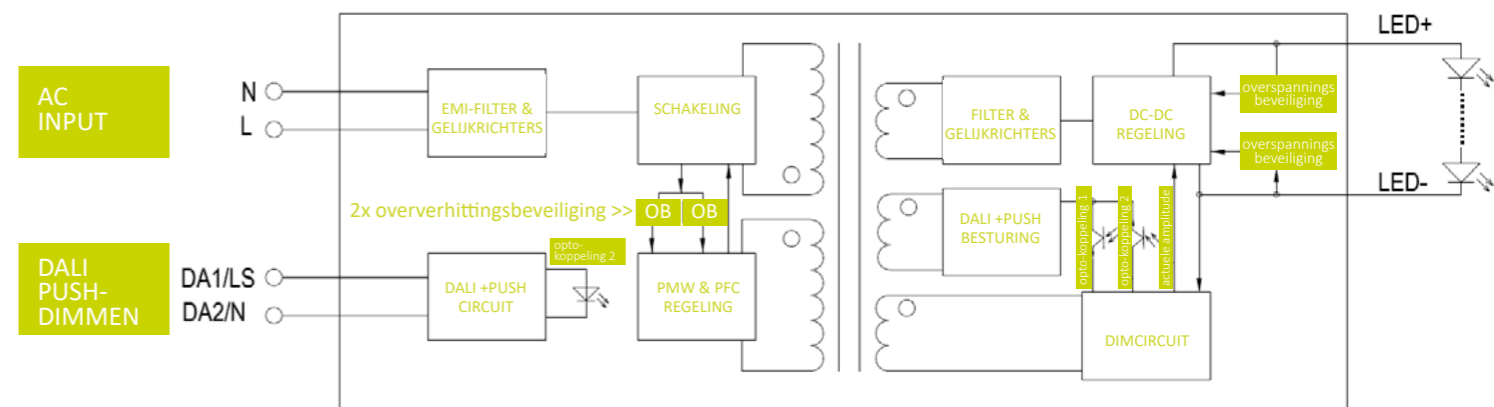 AC
INPUT
N
L
EMI-FILTER &
GELIJKRICHTERS
SCHAKELING
FILTER &
GELIJKRICHTERS
DC-DC
REGELING
overspannings
beveiliging
overspannings
beveiliging
LED+
LED-
2x oververhittingsbeveiliging >>
OB
OB
DALI
PUSH-
DIMMEN
DA1/LS
DA2/N
DALI +PUSH
CIRCUIT
opto-
koppeling 2
PMW & PFC
REGELING
DALI +PUSH
BESTURING
opto-koppeling 1
opto-koppeling 2
actuele amplitude
DIMCIRCUIT